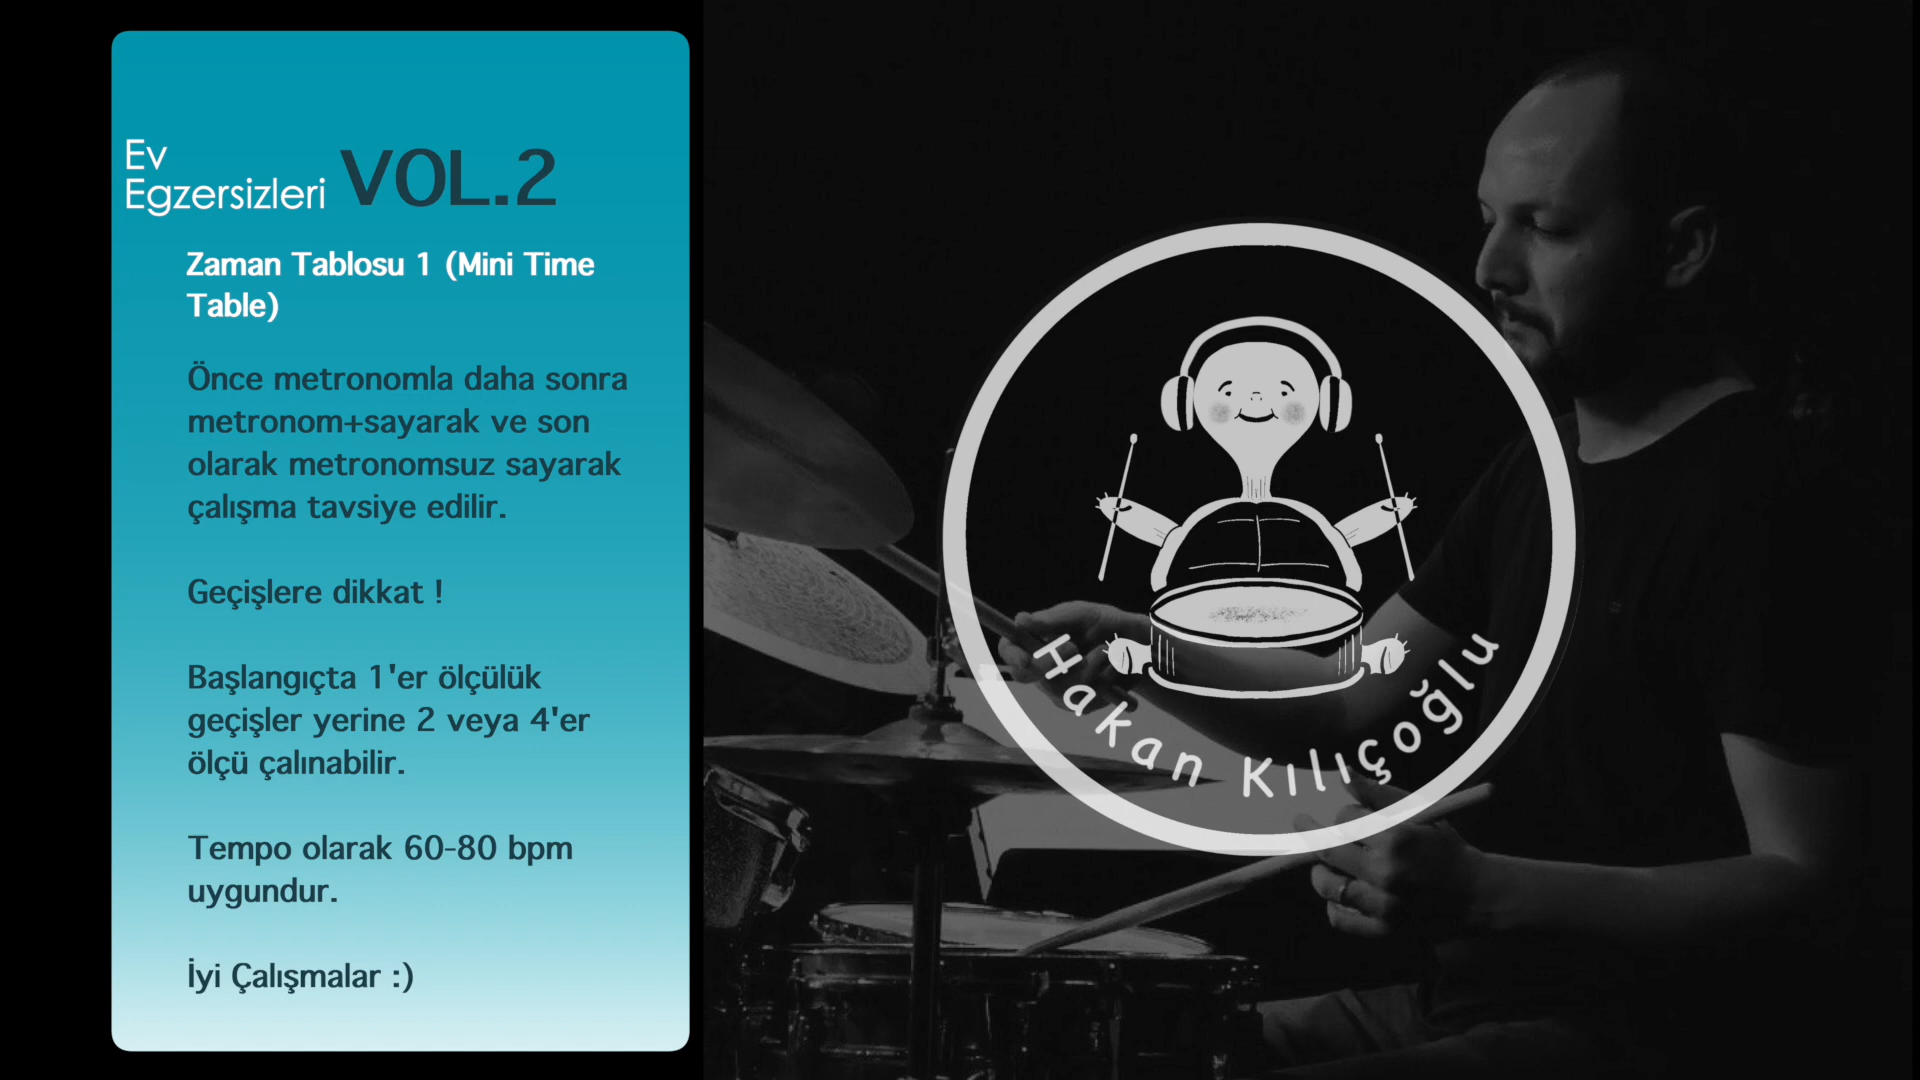 Ev
Egzersizleri VOL.2
Zaman Tablosu 1 (Mini Time
Table)
Önce metronomla daha sonra
metronom+sayarak ve son
olarak metronomsuz sayarak
çalışma tavsiye edilir.
Geçişlere dikkat !
Başlangıçta 1'er ölçülük
geçişler yerine 2 veya 4'er
ölçü çalınabilir.
Tempo olarak 60-80 bpm
uygundur.
İyi Çalışmalar :)
Hakan Kılıçoğlu